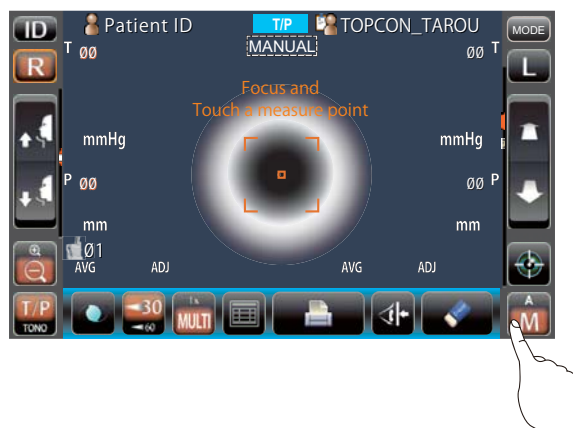 ID
Patient ID
T/P
TOPCON_TAROU
MODE
MANUAL
R
T 00
00 T
L
Focus and
Touch a measure point
mmHg
mmHg
P 00
00 P
mm
mm
01
AVG ADJ
AVG ADJ
T/P
TONO
30
60
1x
MULTI
A
M